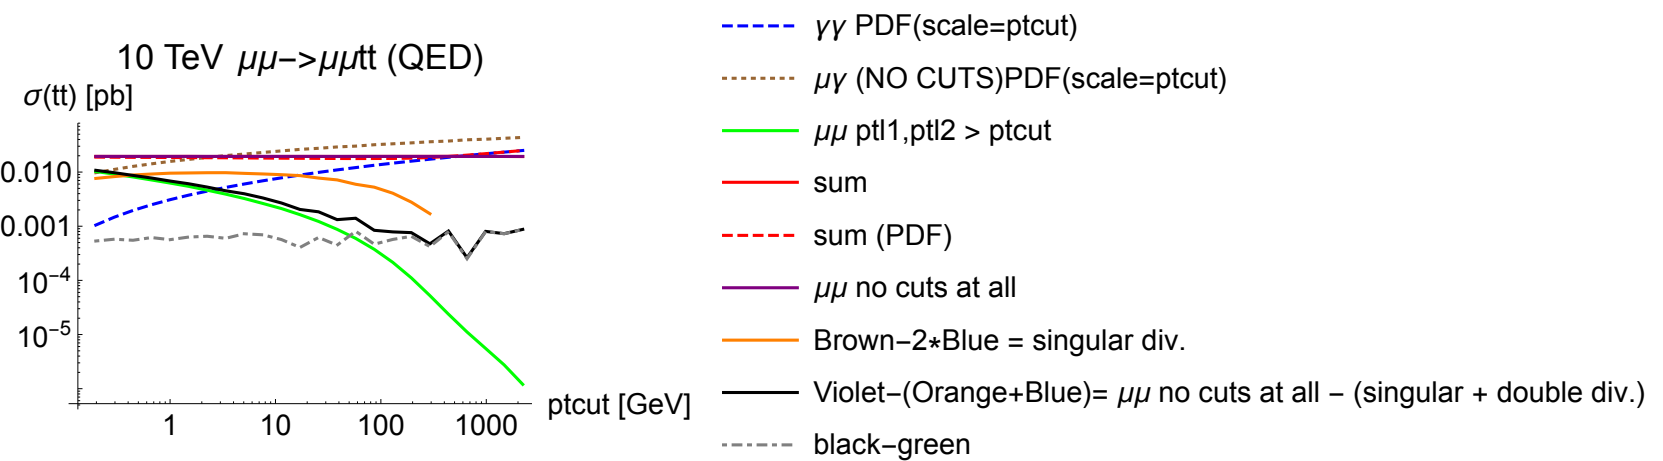 10 TeV μμ−>μμtt (QED)
σ(tt) [pb]
0.010
0.001
10−4
10−5
1
10
100
1000
ptcut [GeV]
γγ PDF(scale=ptcut)
μγ (NO CUTS)PDF(scale=ptcut)
μμ ptl1,ptl2 > ptcut
sum
sum (PDF)
μμ no cuts at all
Brown−2*Blue = singular div.
Violet−(Orange+Blue)= μμ no cuts at all − (singular + double div.)
black−green